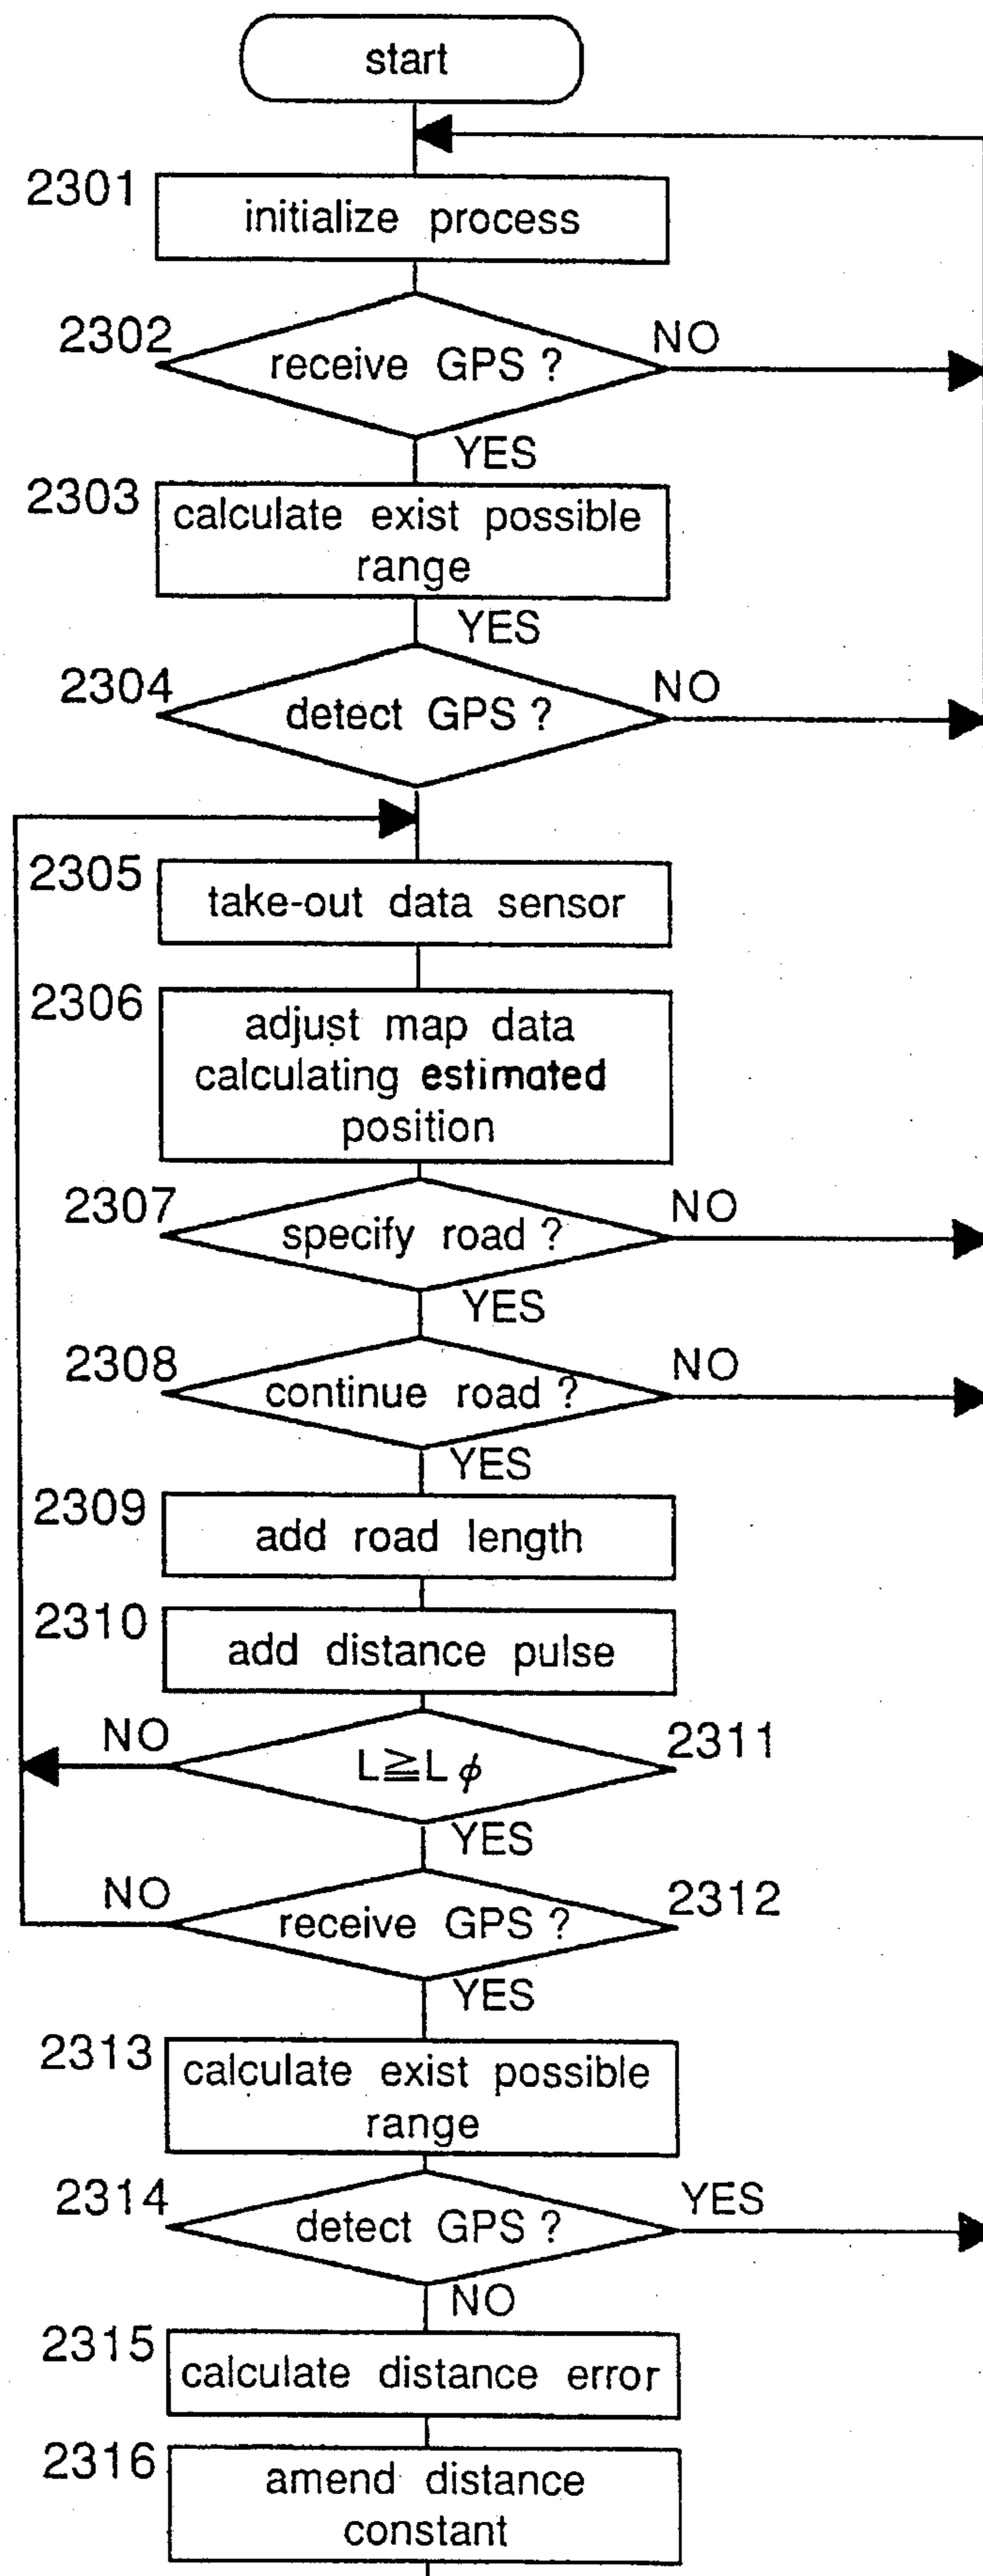 start
2301
initialize process
2302
receive GPS ?
NO
YES
2303
calculate exist possible
range
YES
2304
detect GPS ?
NO
2305
take-out data sensor
2306
adjust map data
calculating estimated
position
2307
specify road ?
NO
YES
2308
continue road ?
NO
YES
2309
add road length
2310
add distance pulse
NO
L≧L ϕ
2311
YES
NO
receive GPS ?
2312
YES
2313
calculate exist possible
range
2314
detect GPS ?
YES
NO
2315
calculate distance error
2316
amend distance
constant